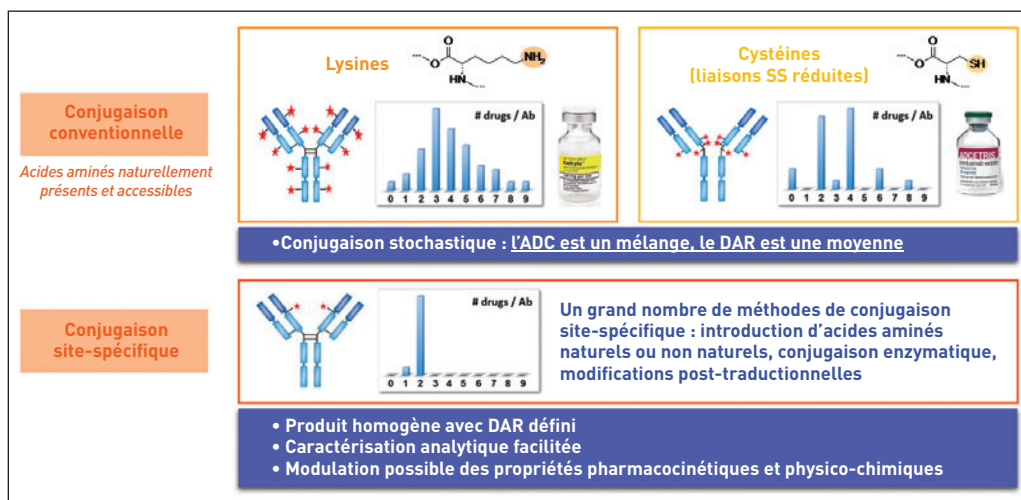 Conjugaison
conventionnelle
Acides aminés naturellement
présents et accessibles
Lysines
O
O
HN
NH₂
# drugs / Ab
0 1 2 3 4 5 6 7 8 9
Kadcyla
Cystéines
(liaisons SS réduites)
O
O
HN
SH
# drugs / Ab
0 1 2 3 4 5 6 7 8 9
ADCETRIS
•Conjugaison stochastique : l’ADC est un mélange, le DAR est une moyenne
Conjugaison
site-spécifique
# drugs / Ab
0 1 2 3 4 5 6 7 8 9
Un grand nombre de méthodes de conjugaison
site-spécifique : introduction d’acides aminés
naturels ou non naturels, conjugaison enzymatique,
modifications post-traductionnelles
• Produit homogène avec DAR défini
• Caractérisation analytique facilitée
• Modulation possible des propriétés pharmacocinétiques et physico-chimiques